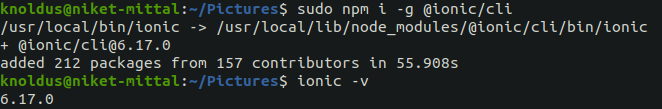 knoldus@niket-mittal:~/Pictures$ sudo npm i -g @ionic/cli
/usr/local/bin/ionic -> /usr/local/lib/node_modules/@ionic/cli/bin/ionic
+ @ionic/cli@6.17.0
added 212 packages from 157 contributors in 55.908s
knoldus@niket-mittal:~/Pictures$ ionic -v
6.17.0